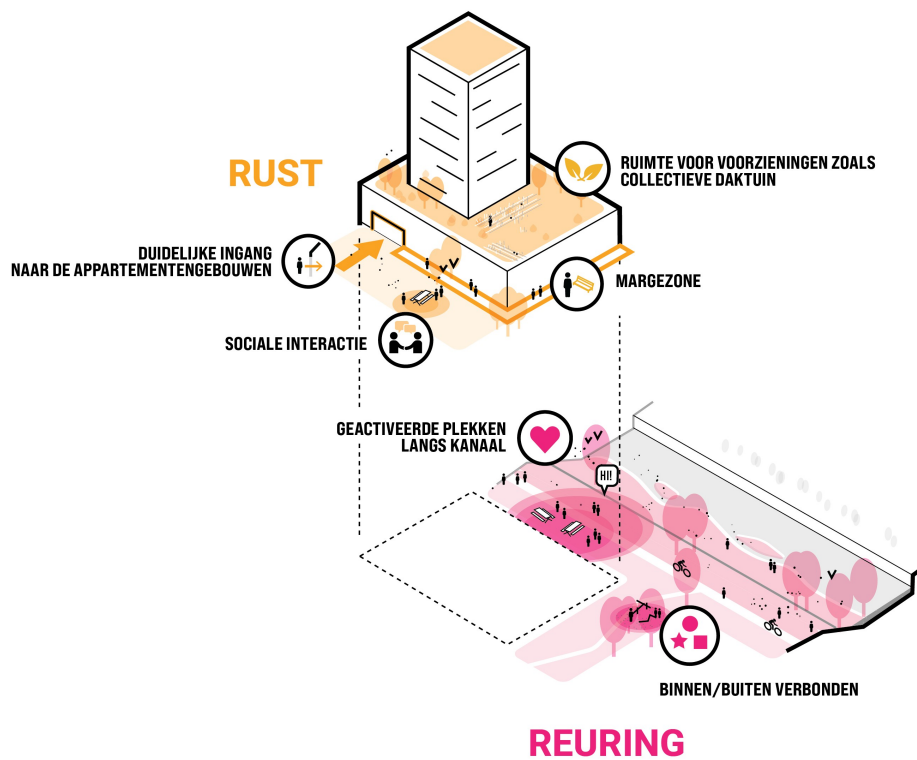 RUST
RUIMTE VOOR VOORZIENINGEN ZOALS
COLLECTIEVE DAKTUIN
DUIDELIJKE INGANG
NAAR DE APPARTEMENTENGEBOUWEN
MARGEZONE
SOCIALE INTERACTIE
GEACTIVEERDE PLEKKEN
LANGS KANAAL
HI!
BINNEN/BUITEN VERBONDEN
REURING